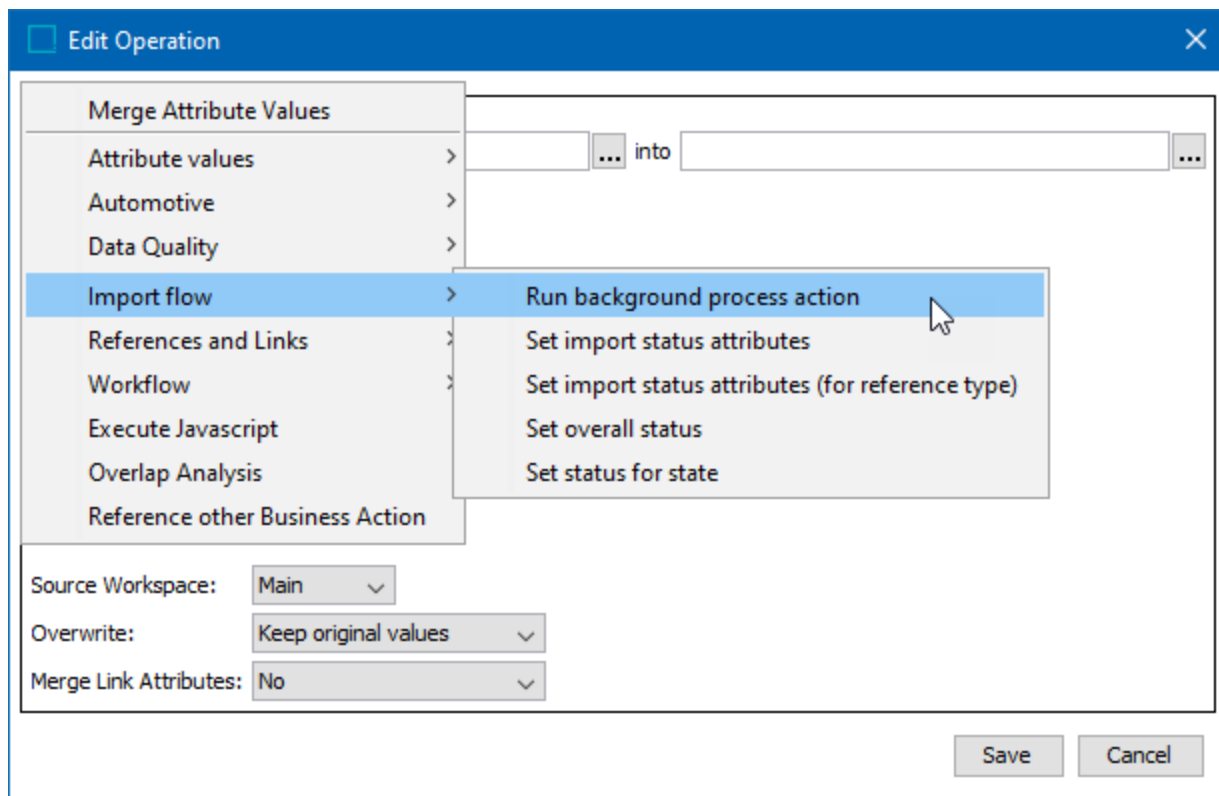 Edit Operation
Merge Attribute Values
Attribute values
... into ...
Automotive
Data Quality
Import flow
Run background process action
References and Links
Set import status attributes
Workflow
Set import status attributes (for reference type)
Execute Javascript
Set overall status
Overlap Analysis
Set status for state
Reference other Business Action
Source Workspace: Main
Overwrite: Keep original values
Merge Link Attributes: No
Save Cancel